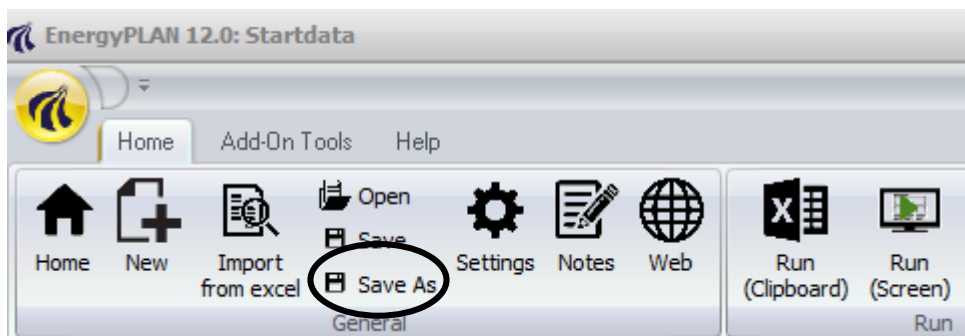 EnergyPLAN 12.0: Startdata
Home Add-On Tools Help
Open
Save
Save As
Home New Import from excel Settings Notes Web Run (Clipboard) Run (Screen)
General Run